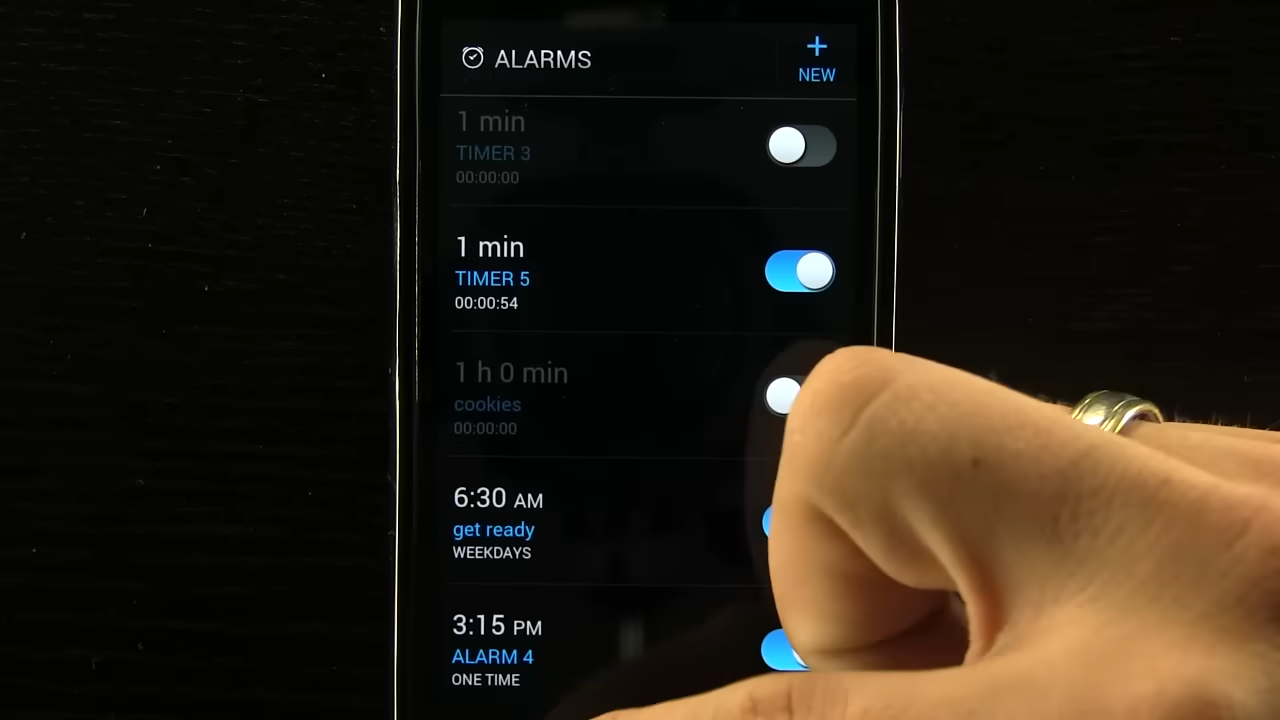 ALARMS
NEW
1 min
TIMER 3
00:00:00
1 min
TIMER 5
00:00:54
1 h 0 min
cookies
00:00:00
6:30 AM
get ready
WEEKDAYS
3:15 PM
ALARM 4
ONE TIME